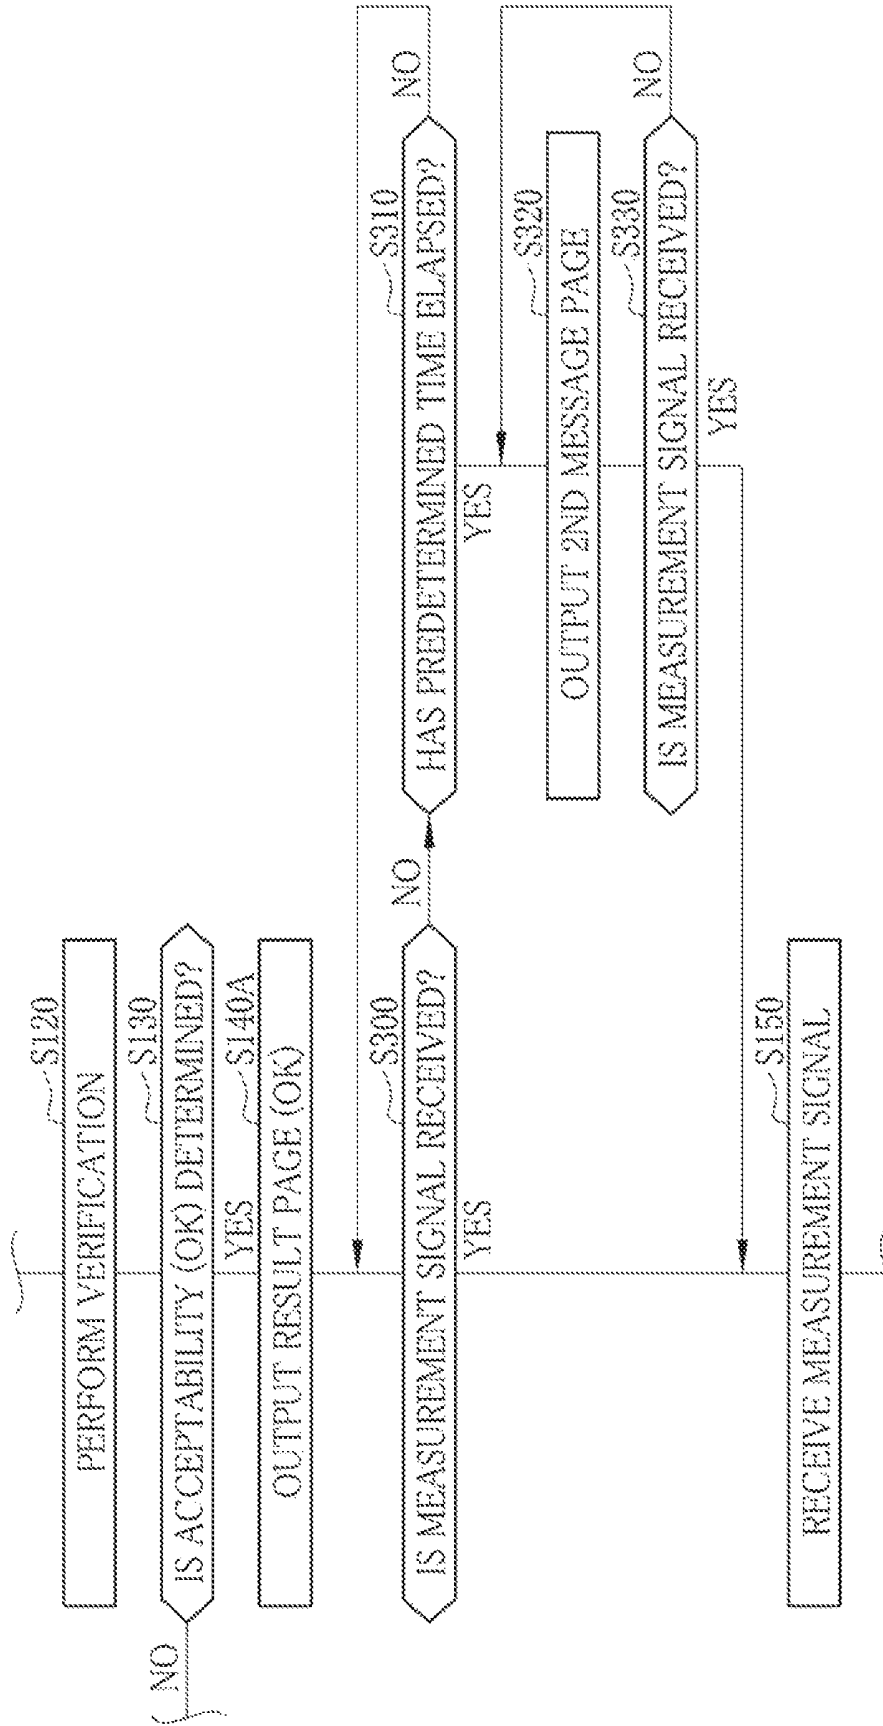 S120
PERFORM VERIFICATION
S130
IS ACCEPTABILITY (OK) DETERMINED?
NO
YES
S140A
OUTPUT RESULT PAGE (OK)
S300
IS MEASUREMENT SIGNAL RECEIVED?
NO
YES
S310
HAS PREDETERMINED TIME ELAPSED?
NO
YES
S320
OUTPUT 2ND MESSAGE PAGE
S330
IS MEASUREMENT SIGNAL RECEIVED?
NO
YES
S150
RECEIVE MEASUREMENT SIGNAL